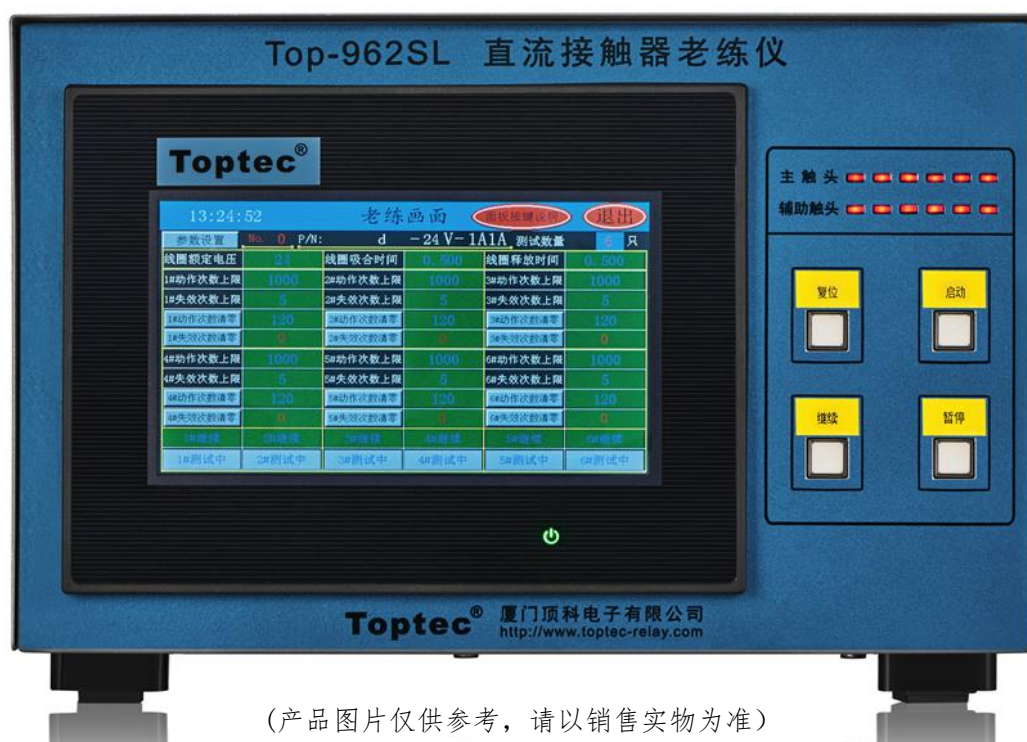 Top-962SL 直流接触器老练仪
Toptec®
13:24:52 老练画面 面板按键说明 退出
参数设置 No. 0 P/N: d -24V-1A1A 测试数量 6 只
线圈额定电压 24 线圈吸合时间 0.500 线圈释放时间 0.500
1#动作次数上限 1000 2#动作次数上限 1000 3#动作次数上限 1000
1#失效次数上限 5 2#失效次数上限 5 3#失效次数上限 5
1#动作次数清零 120 2#动作次数清零 120 3#动作次数清零 120
1#失效次数清零 0 2#失效次数清零 0 3#失效次数清零 0
4#动作次数上限 1000 5#动作次数上限 1000 6#动作次数上限 1000
4#失效次数上限 5 5#失效次数上限 5 6#失效次数上限 5
4#动作次数清零 120 5#动作次数清零 120 6#动作次数清零 120
4#失效次数清零 0 5#失效次数清零 0 6#失效次数清零 0
1#继续 2#继续 3#继续 4#继续 5#继续 6#继续
1#测试中 2#测试中 3#测试中 4#测试中 5#测试中 6#测试中
主触头
辅助触头
复位 启动
继续 暂停
Toptec® 厦门顶科电子有限公司
http://www.toptec-relay.com
(产品图片仅供参考，请以销售实物为准)